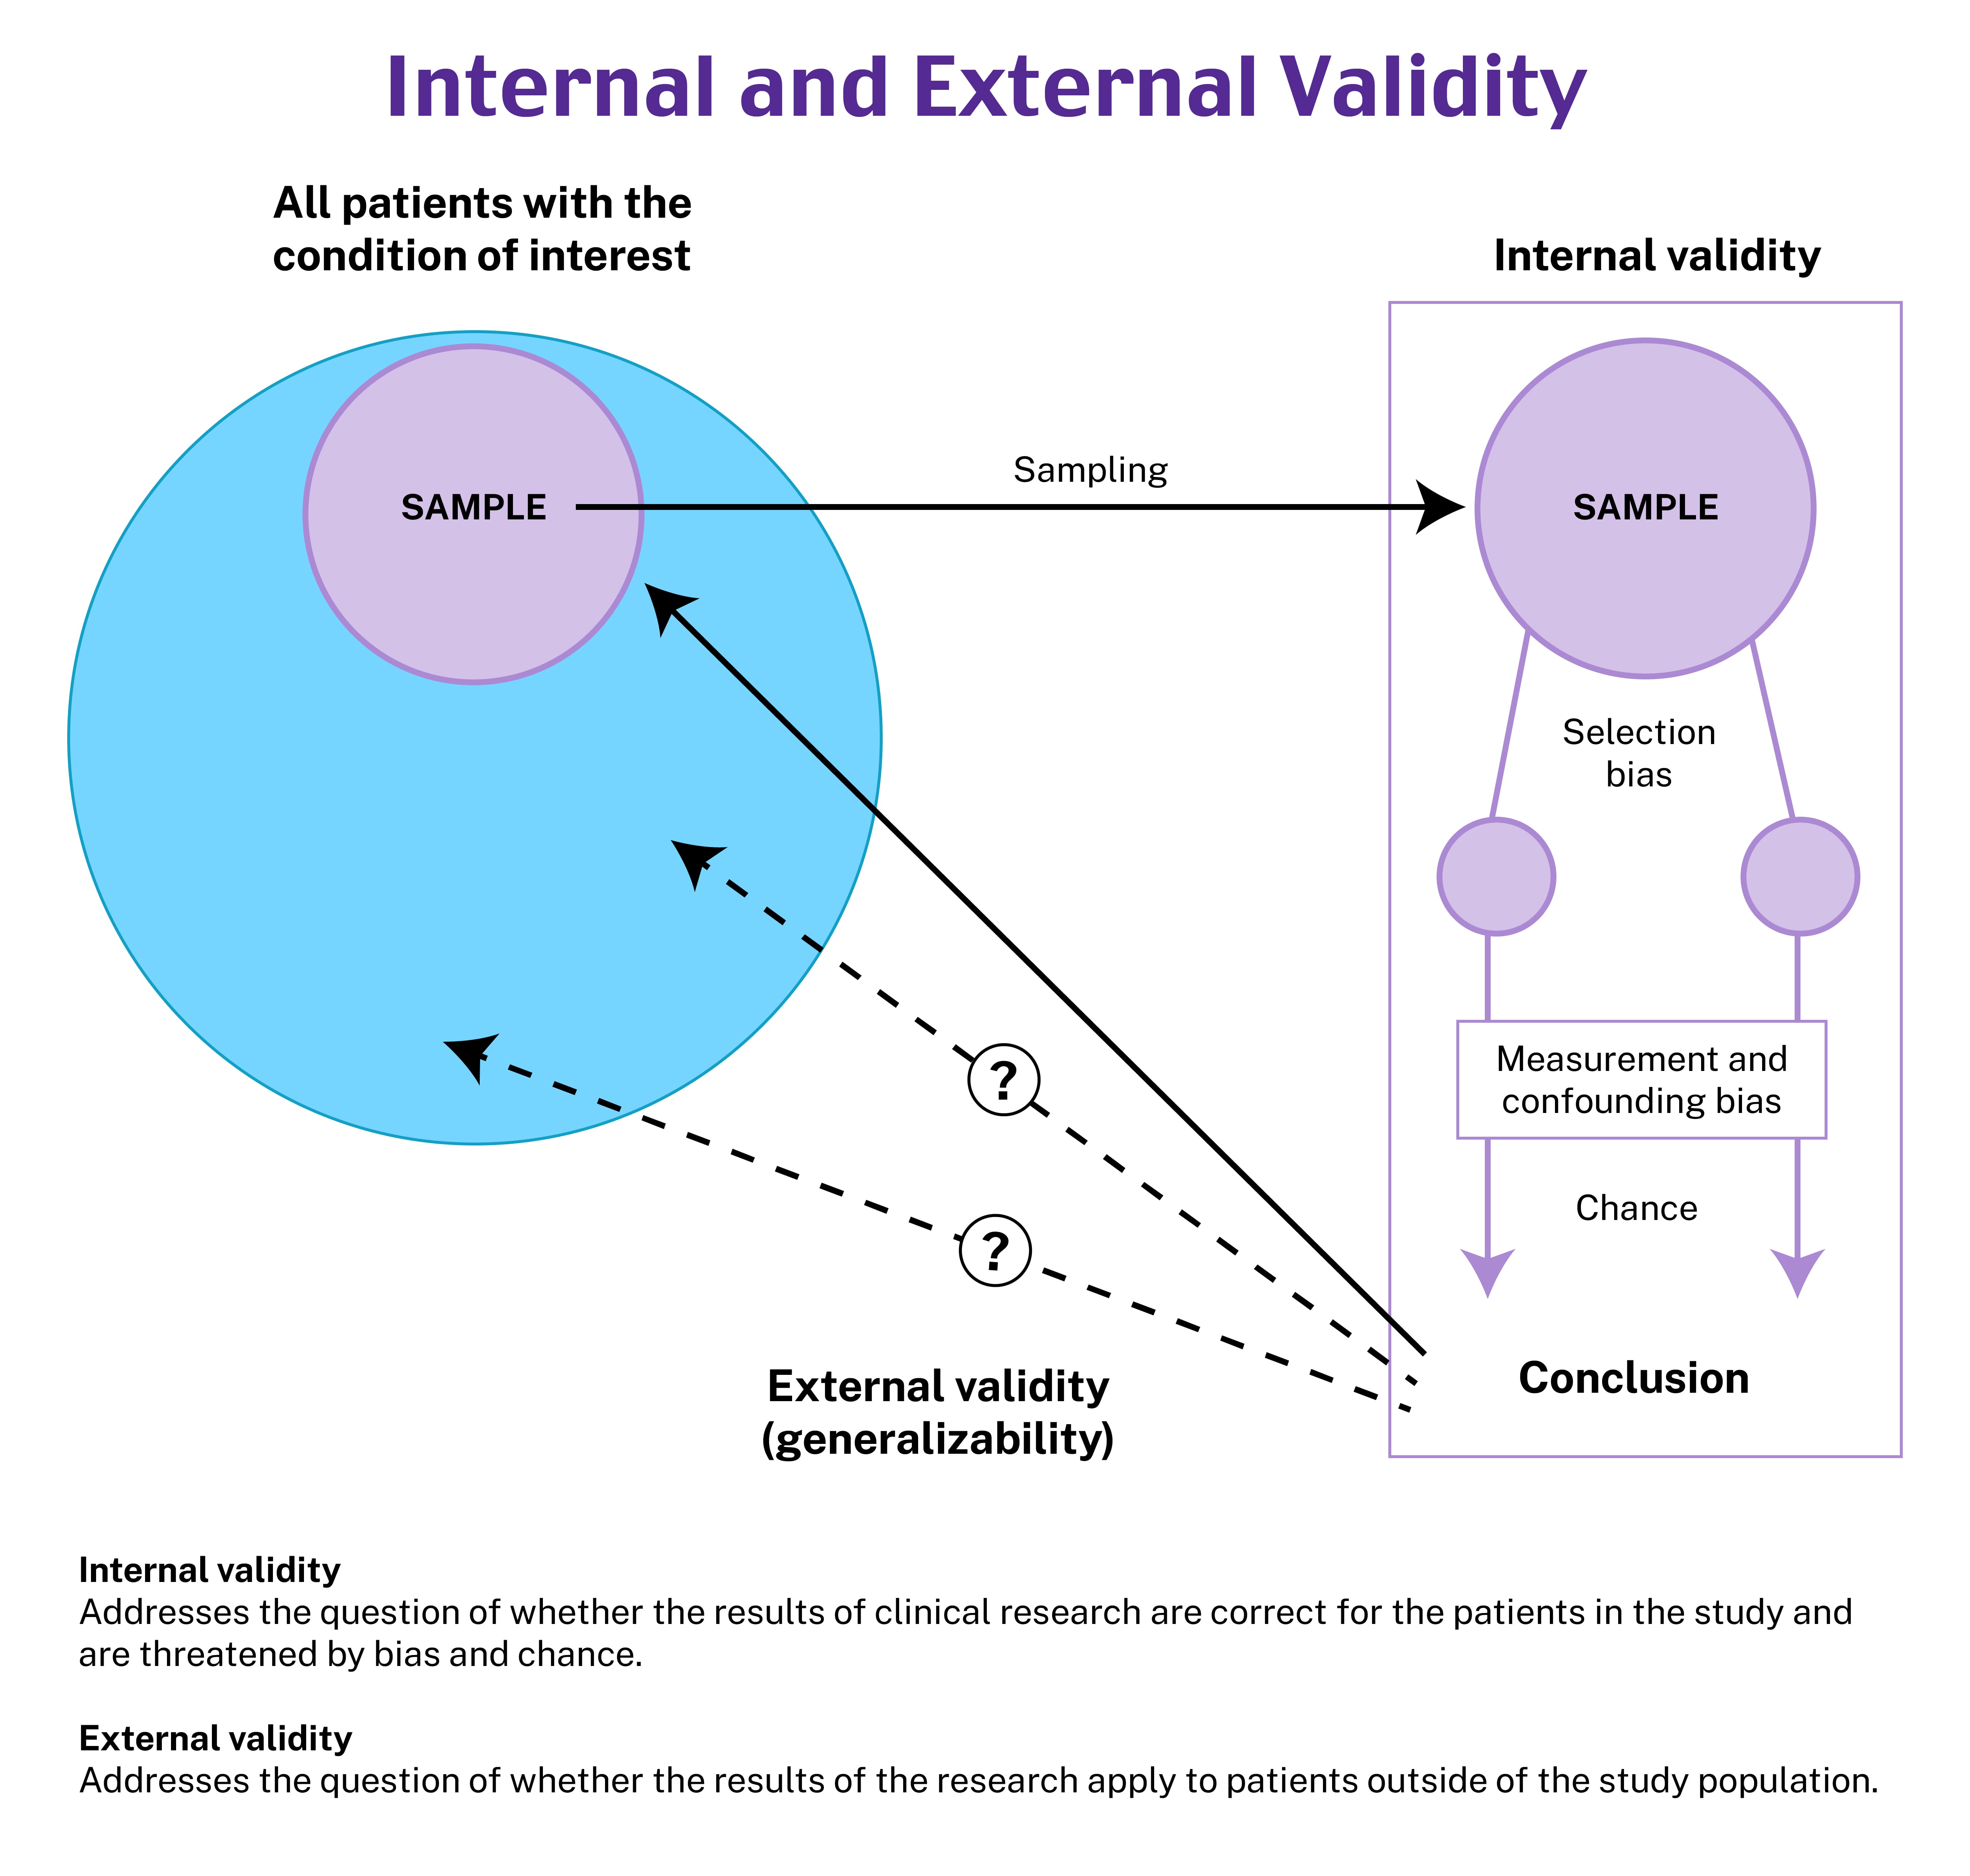 Internal and External Validity
All patients with the
condition of interest
Internal validity
SAMPLE
Sampling
SAMPLE
Selection
bias
Measurement and
confounding bias
?
Chance
?
Conclusion
External validity
(generalizability)
Internal validity
Addresses the question of whether the results of clinical research are correct for the patients in the study and
are threatened by bias and chance.
External validity
Addresses the question of whether the results of the research apply to patients outside of the study population.